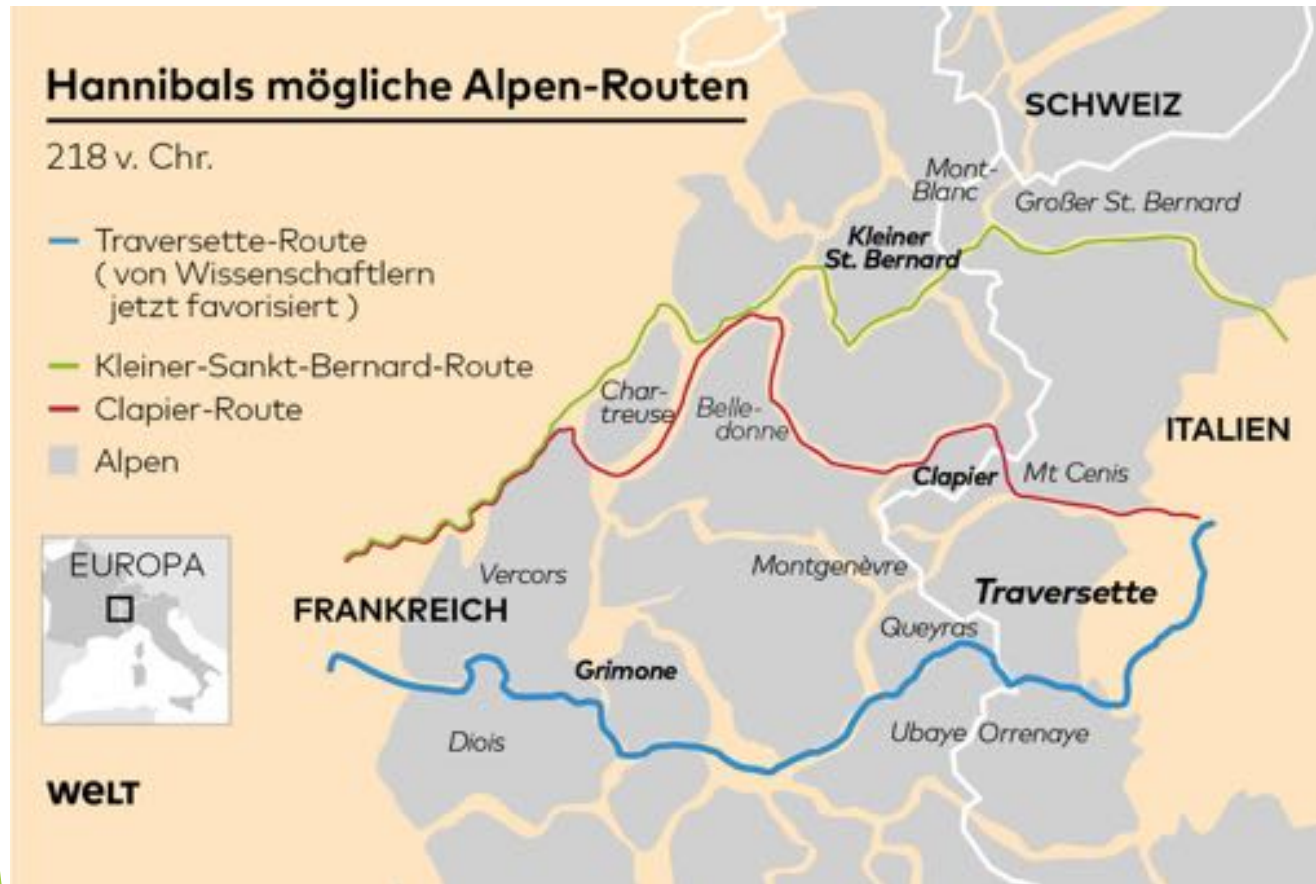 Hannibals mögliche Alpen-Routen
218 v. Chr.
Traversette-Route
( von Wissenschaftlern
jetzt favorisiert )
Kleiner-Sankt-Bernard-Route
Clapier-Route
Alpen
EUROPA
WELT
SCHWEIZ
Mont-
Blanc
Großer St. Bernard
Kleiner
St. Bernard
Char-
treuse
Belle-
donne
ITALIEN
Clapier
Mt Cenis
Vercors
Montgenèvre
Traversette
FRANKREICH
Queyras
Grimone
Diois
Ubaye
Orrenaye